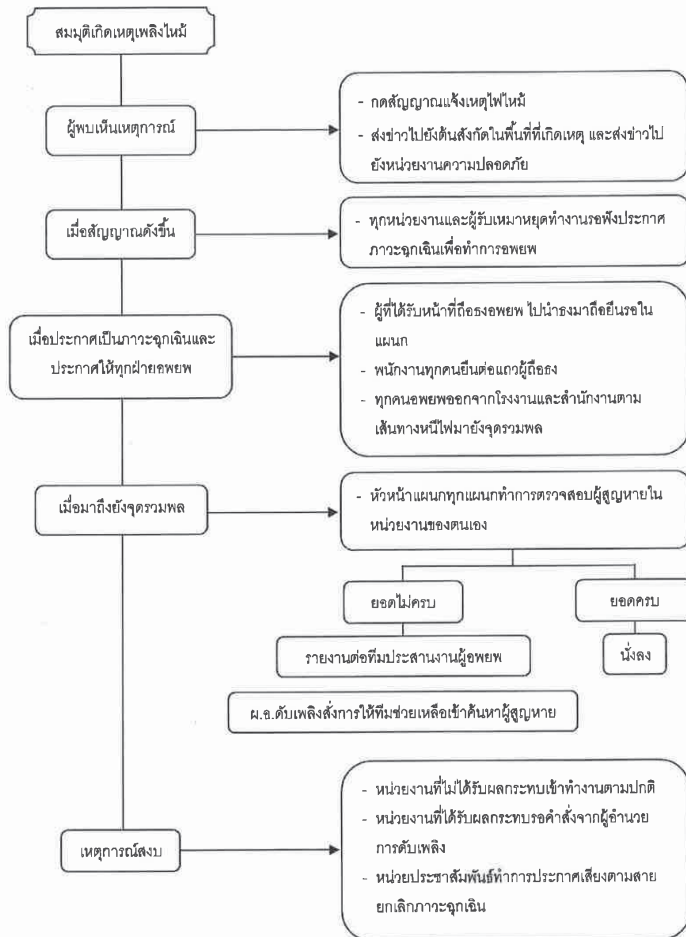 สมมุติเกิดเหตุเพลิงไหม้
ผู้พบเห็นเหตุการณ์
- กดสัญญาณแจ้งเหตุไฟไหม้
- ส่งข่าวไปยังต้นสังกัดในพื้นที่ที่เกิดเหตุ และส่งข่าวไป
ยังหน่วยงานความปลอดภัย
เมื่อสัญญาณดังขึ้น
- ทุกหน่วยงานและผู้รับเหมาหยุดทำงานรอฟังประกาศ
ภาวะฉุกเฉินเพื่อทำการอพยพ
เมื่อประกาศเป็นภาวะฉุกเฉินและ
ประกาศให้ทุกฝ่ายอพยพ
- ผู้ที่ได้รับหน้าที่ถือธงอพยพ ไปนำธงมาถือยืนรอใน
แผนก
- พนักงานทุกคนยืนต่อแถวผู้ถือธง
- ทุกคนอพยพออกจากโรงงานและสำนักงานตาม
เส้นทางหนีไฟมายังจุดรวมพล
เมื่อมาถึงยังจุดรวมพล
- หัวหน้าแผนกทุกแผนกทำการตรวจสอบผู้สูญหายใน
หน่วยงานของตนเอง
ยอดไม่ครบ
ยอดครบ
รายงานต่อทีมประสานงานผู้อพยพ
นั่งลง
ผ.อ.ดับเพลิงสั่งการให้ทีมช่วยเหลือเข้าค้นหาผู้สูญหาย
เหตุการณ์สงบ
- หน่วยงานที่ไม่ได้รับผลกระทบเข้าทำงานตามปกติ
- หน่วยงานที่ได้รับผลกระทบรอคำสั่งจากผู้อำนวย
การดับเพลิง
- หน่วยประชาสัมพันธ์ทำการประกาศเสียงตามสาย
ยกเลิกภาวะฉุกเฉิน